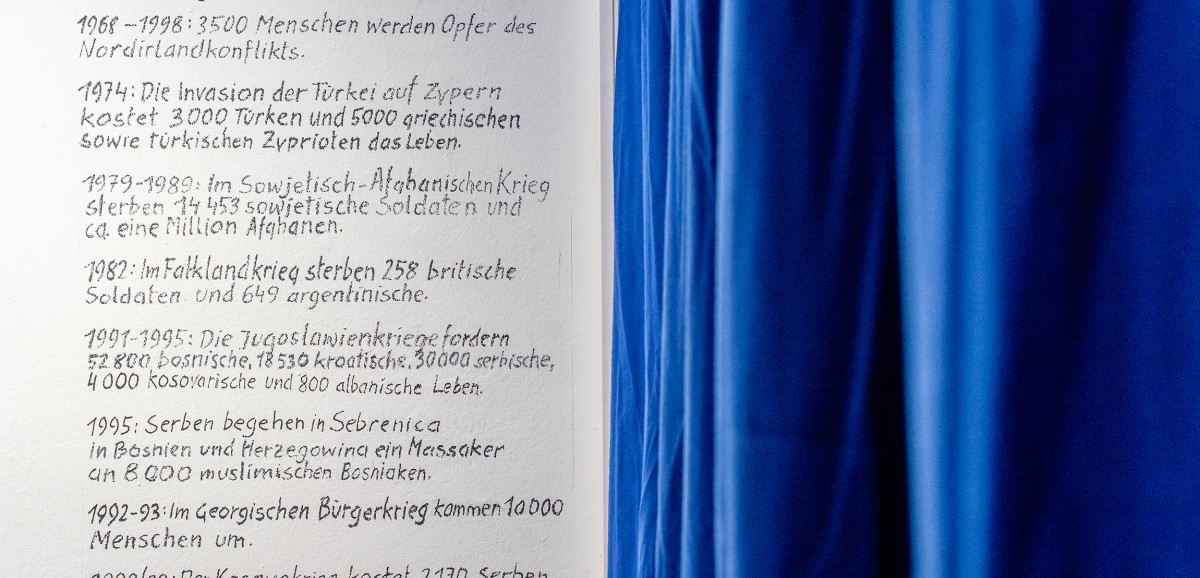 1968-1998: 3500 Menschen werden Opfer des
Nordirlandkonflikts.
1974: Die Invasion der Türkei auf Zypern
kostet 3000 Türken und 5000 griechischen
sowie türkischen Zyprioten das Leben.
1979-1989: Im Sowjetisch-Afghanischen Krieg
sterben 14 453 sowjetische Soldaten und
ca. eine Million Afghanen.
1982: Im Falklandkrieg sterben 258 britische
Soldaten und 649 argentinische.
1991-1995: Die Jugoslawienkriege fordern
52 800 bosnische, 18 530 kroatische, 30 000 serbische,
4 000 kosovarische und 800 albanische Leben.
1995: Serben begehen in Sebrenica
in Bosnien und Herzegowina ein Massaker
an 8 000 muslimischen Bosniaken.
1992-93: Im Georgischen Bürgerkrieg kommen 10 000
Menschen um.
kostet 2170 Serben